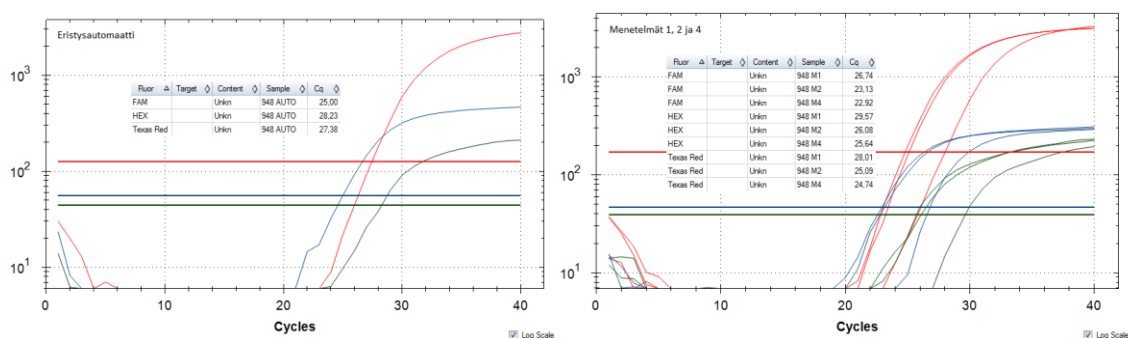 Eristysautomaatti
Fluor Target Content Sample Cq
FAM Unkn 948 AUTO 25,00
HEX Unkn 948 AUTO 28,23
Texas Red Unkn 948 AUTO 27,38
10³
10²
10¹
0 10 20 30 40
Cycles
Log Scale
Menetelmät 1, 2 ja 4
Fluor Target Content Sample Cq
FAM Unkn 948 M1 26,74
FAM Unkn 948 M2 23,13
FAM Unkn 948 M4 22,92
HEX Unkn 948 M1 29,57
HEX Unkn 948 M2 26,08
HEX Unkn 948 M4 25,64
Texas Red Unkn 948 M1 28,01
Texas Red Unkn 948 M2 25,09
Texas Red Unkn 948 M4 24,74
10³
10²
10¹
0 10 20 30 40
Cycles
Log Scale